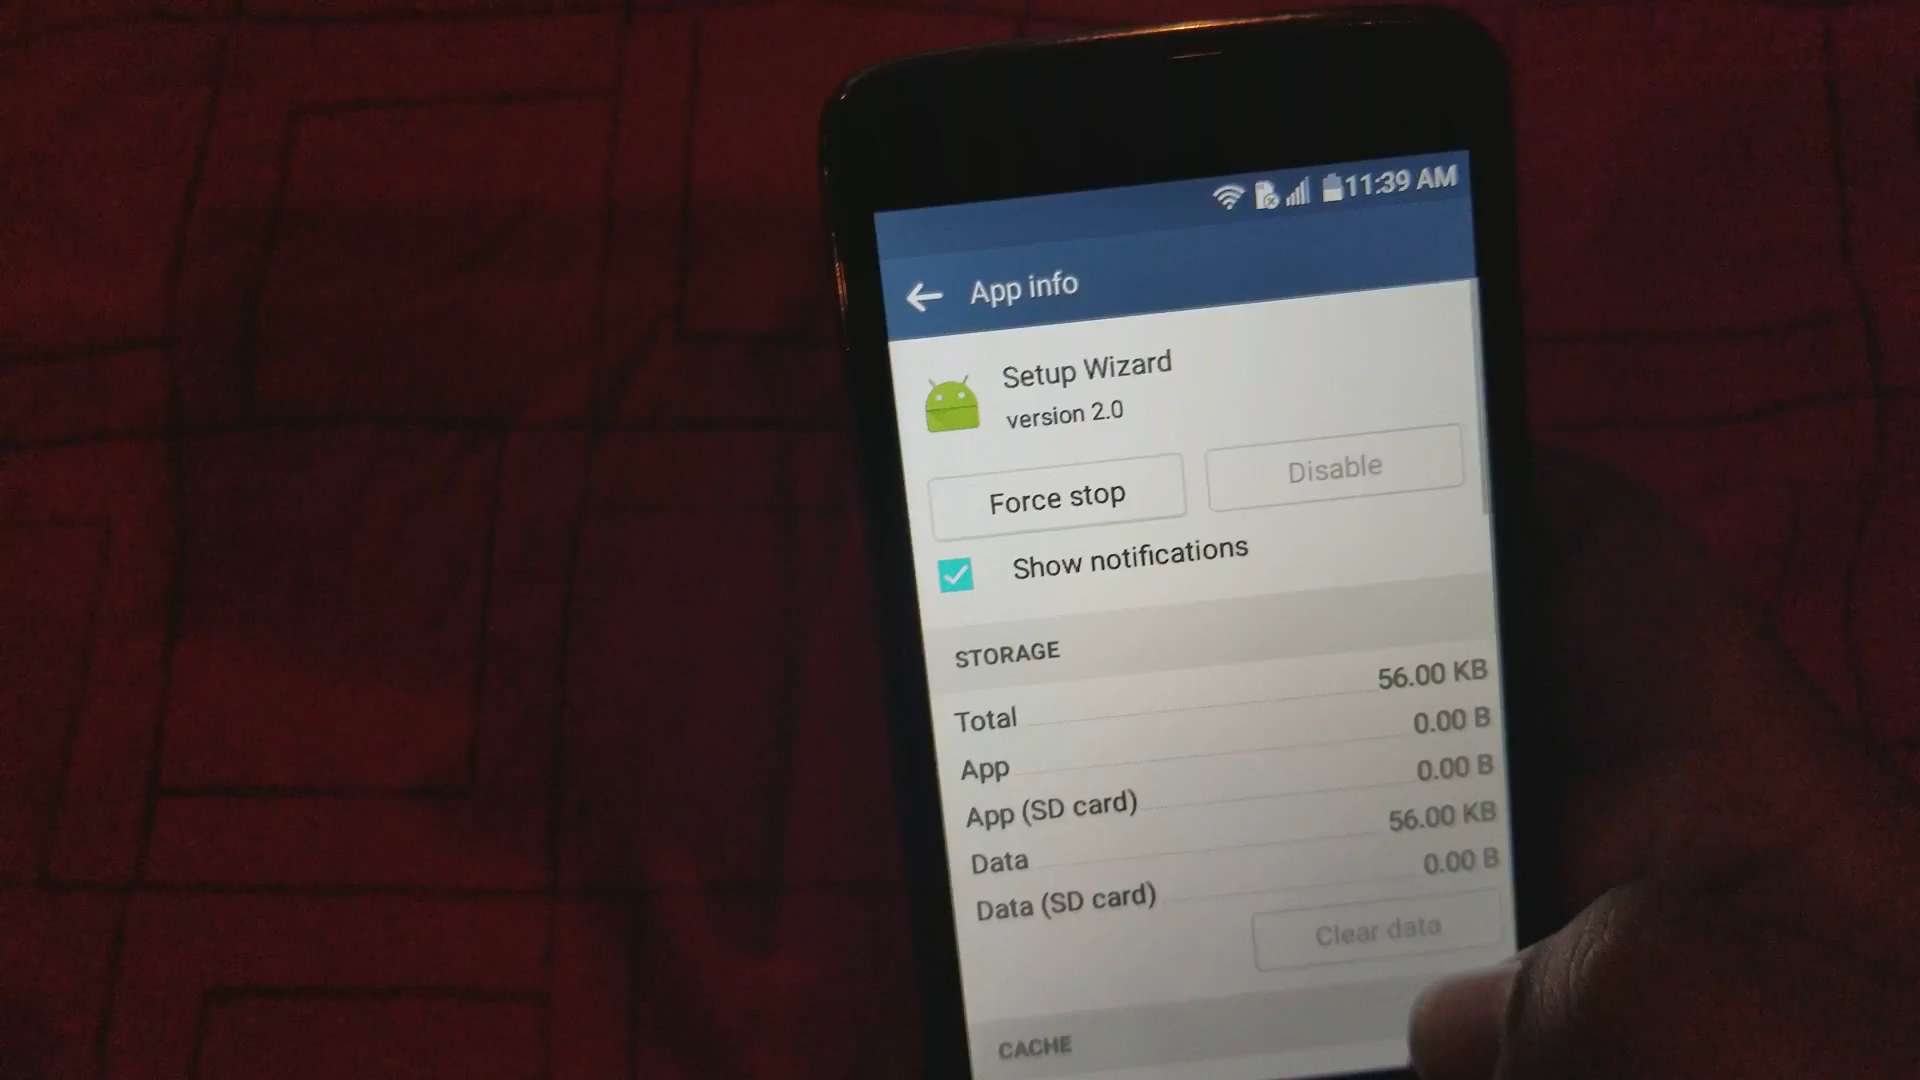 11:39 AM
App info
Setup Wizard
version 2.0
Force stop
Disable
Show notifications
STORAGE
Total 56.00 KB
App 0.00 B
App (SD card) 0.00 B
Data 56.00 KB
Data (SD card) 0.00 B
Clear data
CACHE